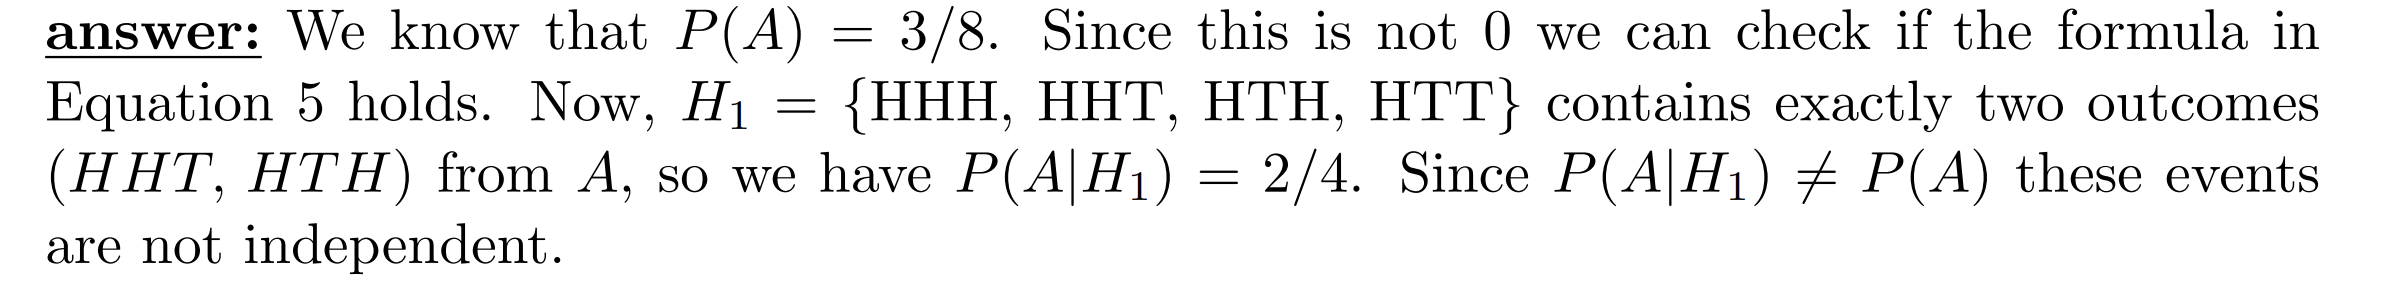 answer: We know that P(A) = 3/8. Since this is not 0 we can check if the formula in
Equation 5 holds. Now, H₁ = {HHH, HHT, HTH, HTT} contains exactly two outcomes
(HHT, HTH) from A, so we have P(A|H₁) = 2/4. Since P(A|H₁) ≠ P(A) these events
are not independent.